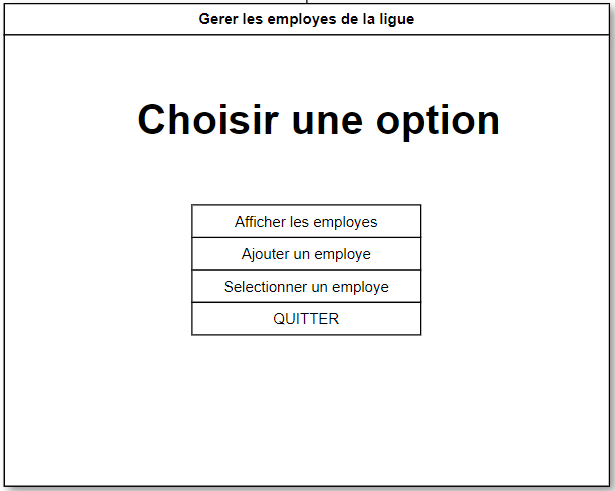 Gerer les employes de la ligue
Choisir une option
Afficher les employes
Ajouter un employe
Selectionner un employe
QUITTER